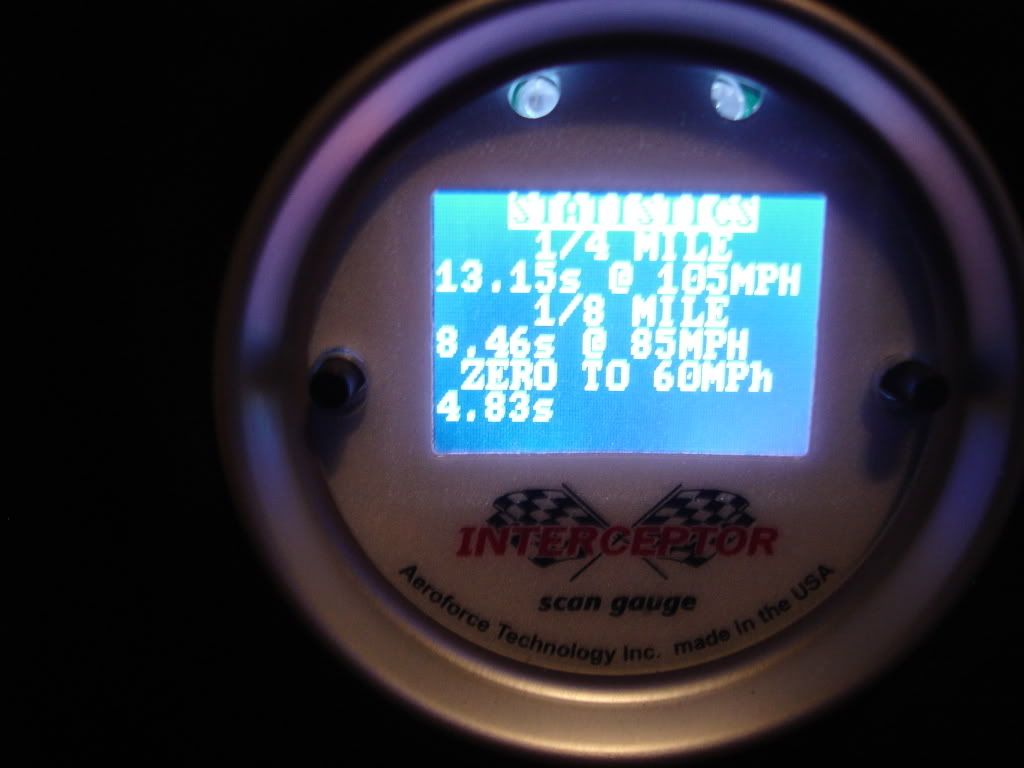 STATISTICS
1/4 MILE
13.15s @ 105MPH
1/8 MILE
8.46s @ 85MPH
ZERO TO 60MPh
4.83s
INTERCEPTOR
scan gauge
Aeroforce Technology Inc. made in the USA